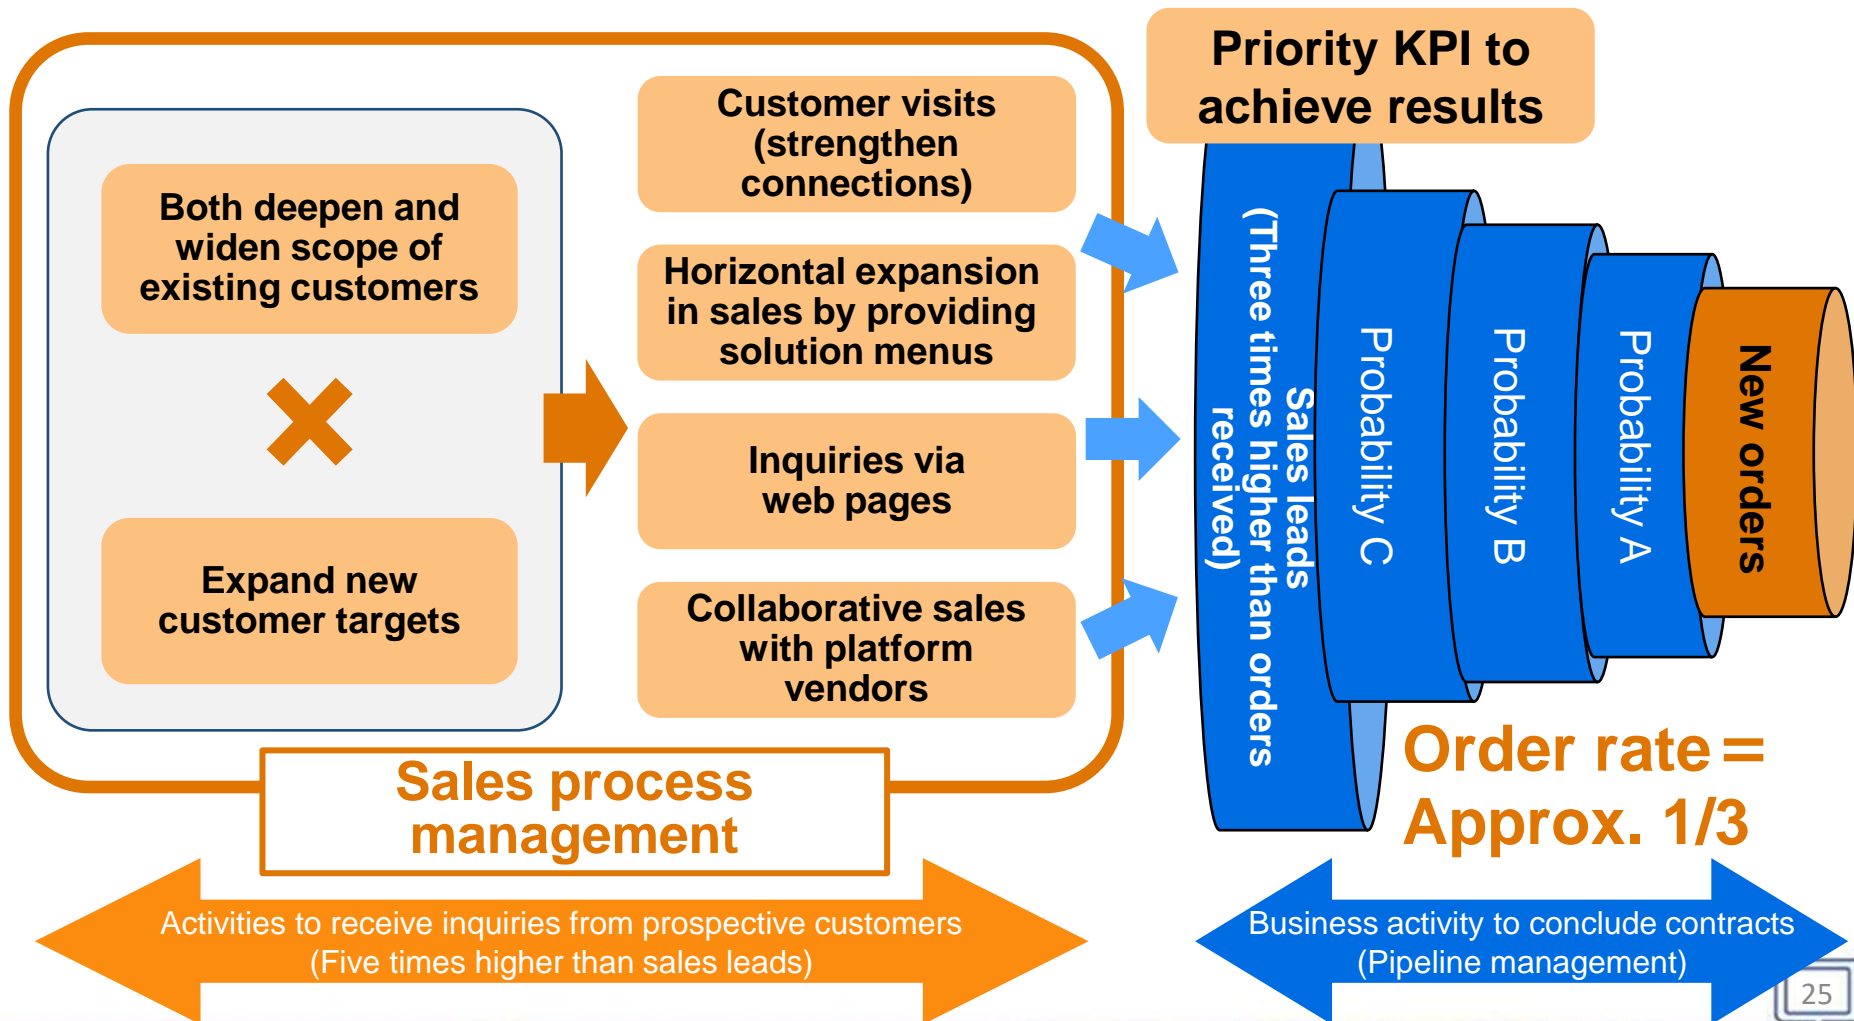 Both deepen and
widen scope of
existing customers
Expand new
customer targets
Customer visits
(strengthen
connections)
Horizontal expansion
in sales by providing
solution menus
Inquiries via
web pages
Collaborative sales
with platform
vendors
Sales process
management
Activities to receive inquiries from prospective customers
(Five times higher than sales leads)
Priority KPI to
achieve results
Sales leads
(Three times higher than orders
received)
Probability C
Probability B
Probability A
New orders
Order rate＝
Approx. 1/3
Business activity to conclude contracts
(Pipeline management)
25